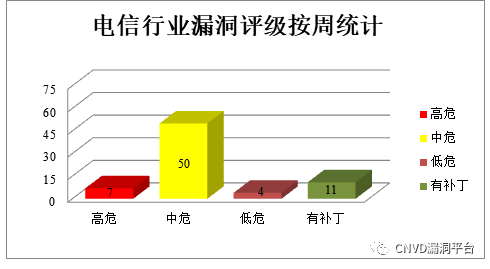 电信行业漏洞评级按周统计
75
60
45
30
15
0
7
50
4
11
高危
中危
低危
有补丁
高危
中危
低危
有补丁
CNVD漏洞平台